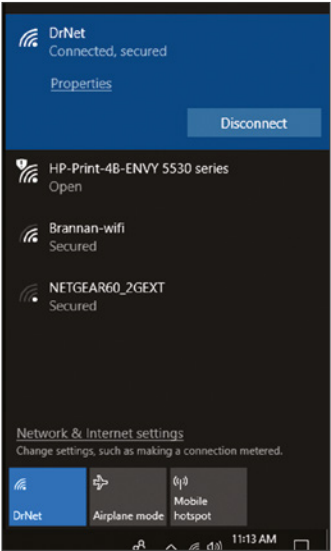 DrNet
Connected, secured
Properties
Disconnect
HP-Print-4B-ENVY 5530 series
Open
Brannan-wifi
Secured
NETGEAR60_2GEXT
Secured
Network & Internet settings
Change settings, such as making a connection metered.
DrNet
Airplane mode
Mobile
hotspot
11:13 AM